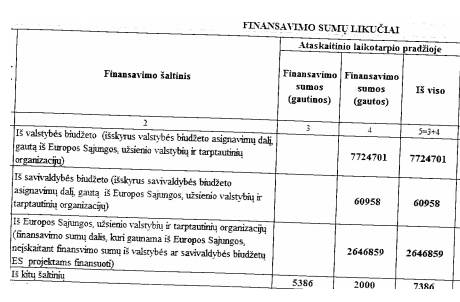 FINANSAVIMO SUMŲ LIKUČIAI
Ataskaitinio laikotarpio pradžioje
Finansavimo šaltinis
Finansavimo sumos (gautinos)
Finansavimo sumos (gautos)
Iš viso
2 3 4 5=3+4
Iš valstybės biudžeto (išskyrus valstybės biudžeto asignavimų dalį,
gautą iš Europos Sąjungos, užsienio valstybių ir tarptautinių
organizacijų)
7724701 7724701
Iš savivaldybės biudžeto (išskyrus savivaldybės biudžeto
asignavimų dalį, gautą iš Europos Sąjungos, užsienio valstybių ir
tarptautinių organizacijų)
60958 60958
Iš Europos Sąjungos, užsienio valstybių ir tarptautinių organizacijų
(finansavimo sumų dalis, kuri gaunama iš Europos Sąjungos,
neįskaitant finansvimo sumų iš valstybės ar savivaldybės biudžetų
ES projektams finansuoti)
2646859 2646859
Iš kitų šaltinių 5386 2000 7386